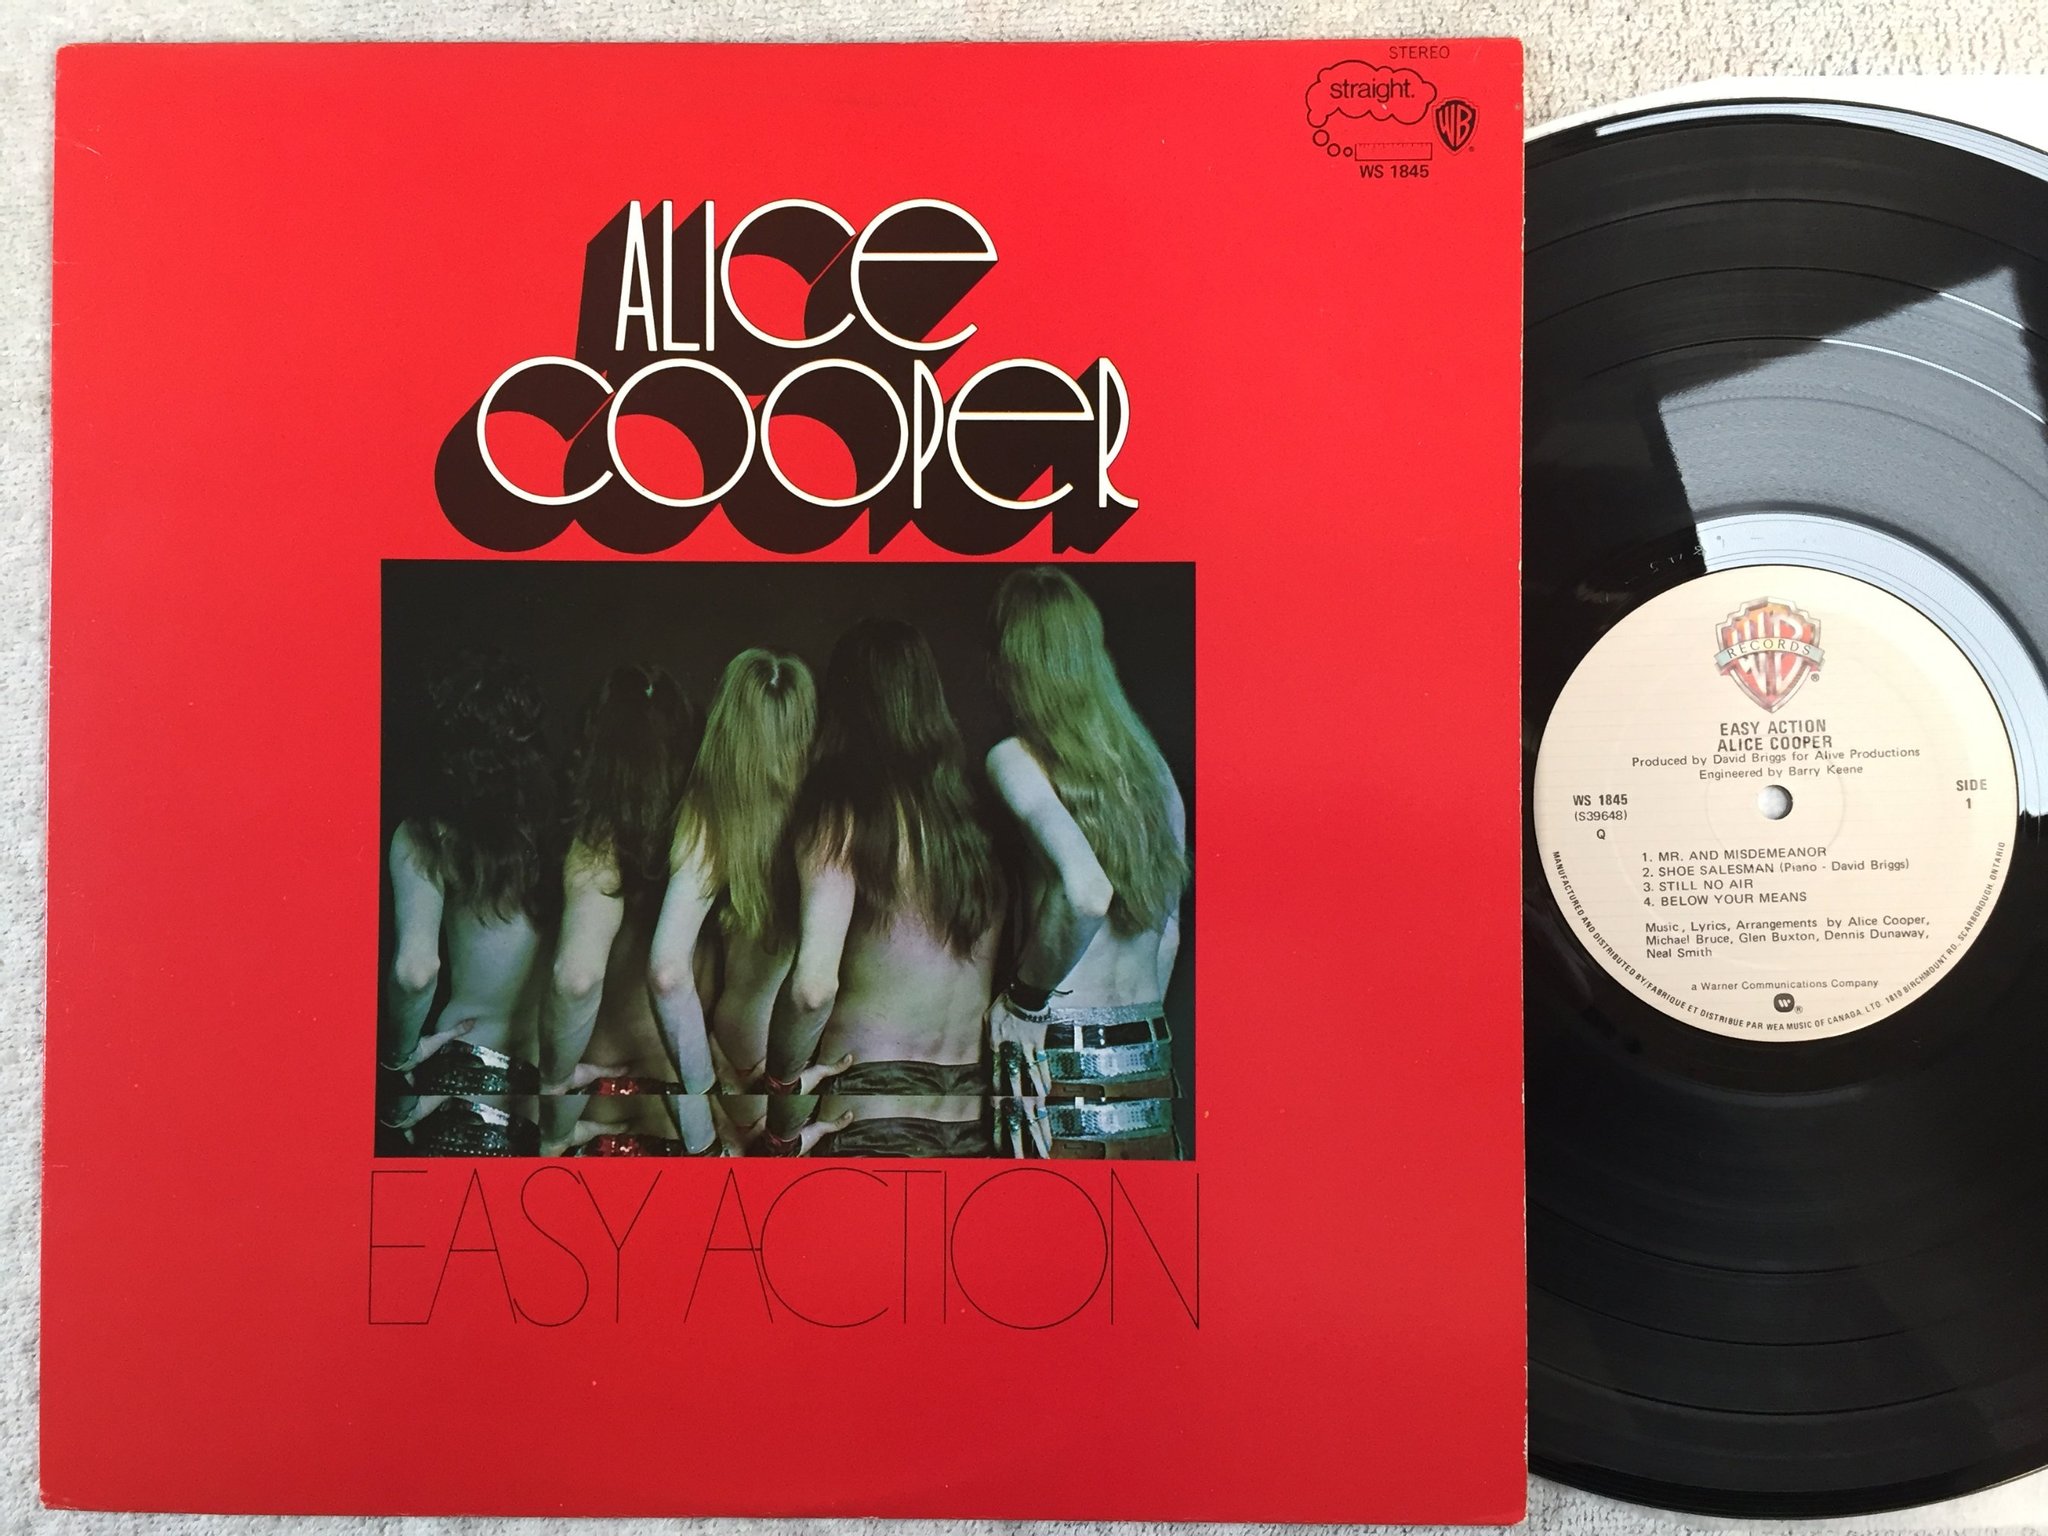 STEREO
straight.
WB
WS 1845
ALICE
COOPER
EASY ACTION
WB
RECORDS
®
EASY ACTION
ALICE COOPER
Produced by David Briggs for Alive Productions
Engineered by Barry Keene
WS 1845
(S39648)
Q
SIDE
1
1. MR. AND MISDEMEANOR
2. SHOE SALESMAN (Piano - David Briggs)
3. STILL NO AIR
4. BELOW YOUR MEANS
Music, Lyrics, Arrangements by Alice Cooper,
Michael Bruce, Glen Buxton, Dennis Dunaway,
Neal Smith
a Warner Communications Company
®
MANUFACTURED AND DISTRIBUTED BY/FABRIQUE ET DISTRIBUE PAR WEA MUSIC OF CANADA, LTD. 1810 BIRCHMOUNT RD., SCARBOROUGH, ONTARIO